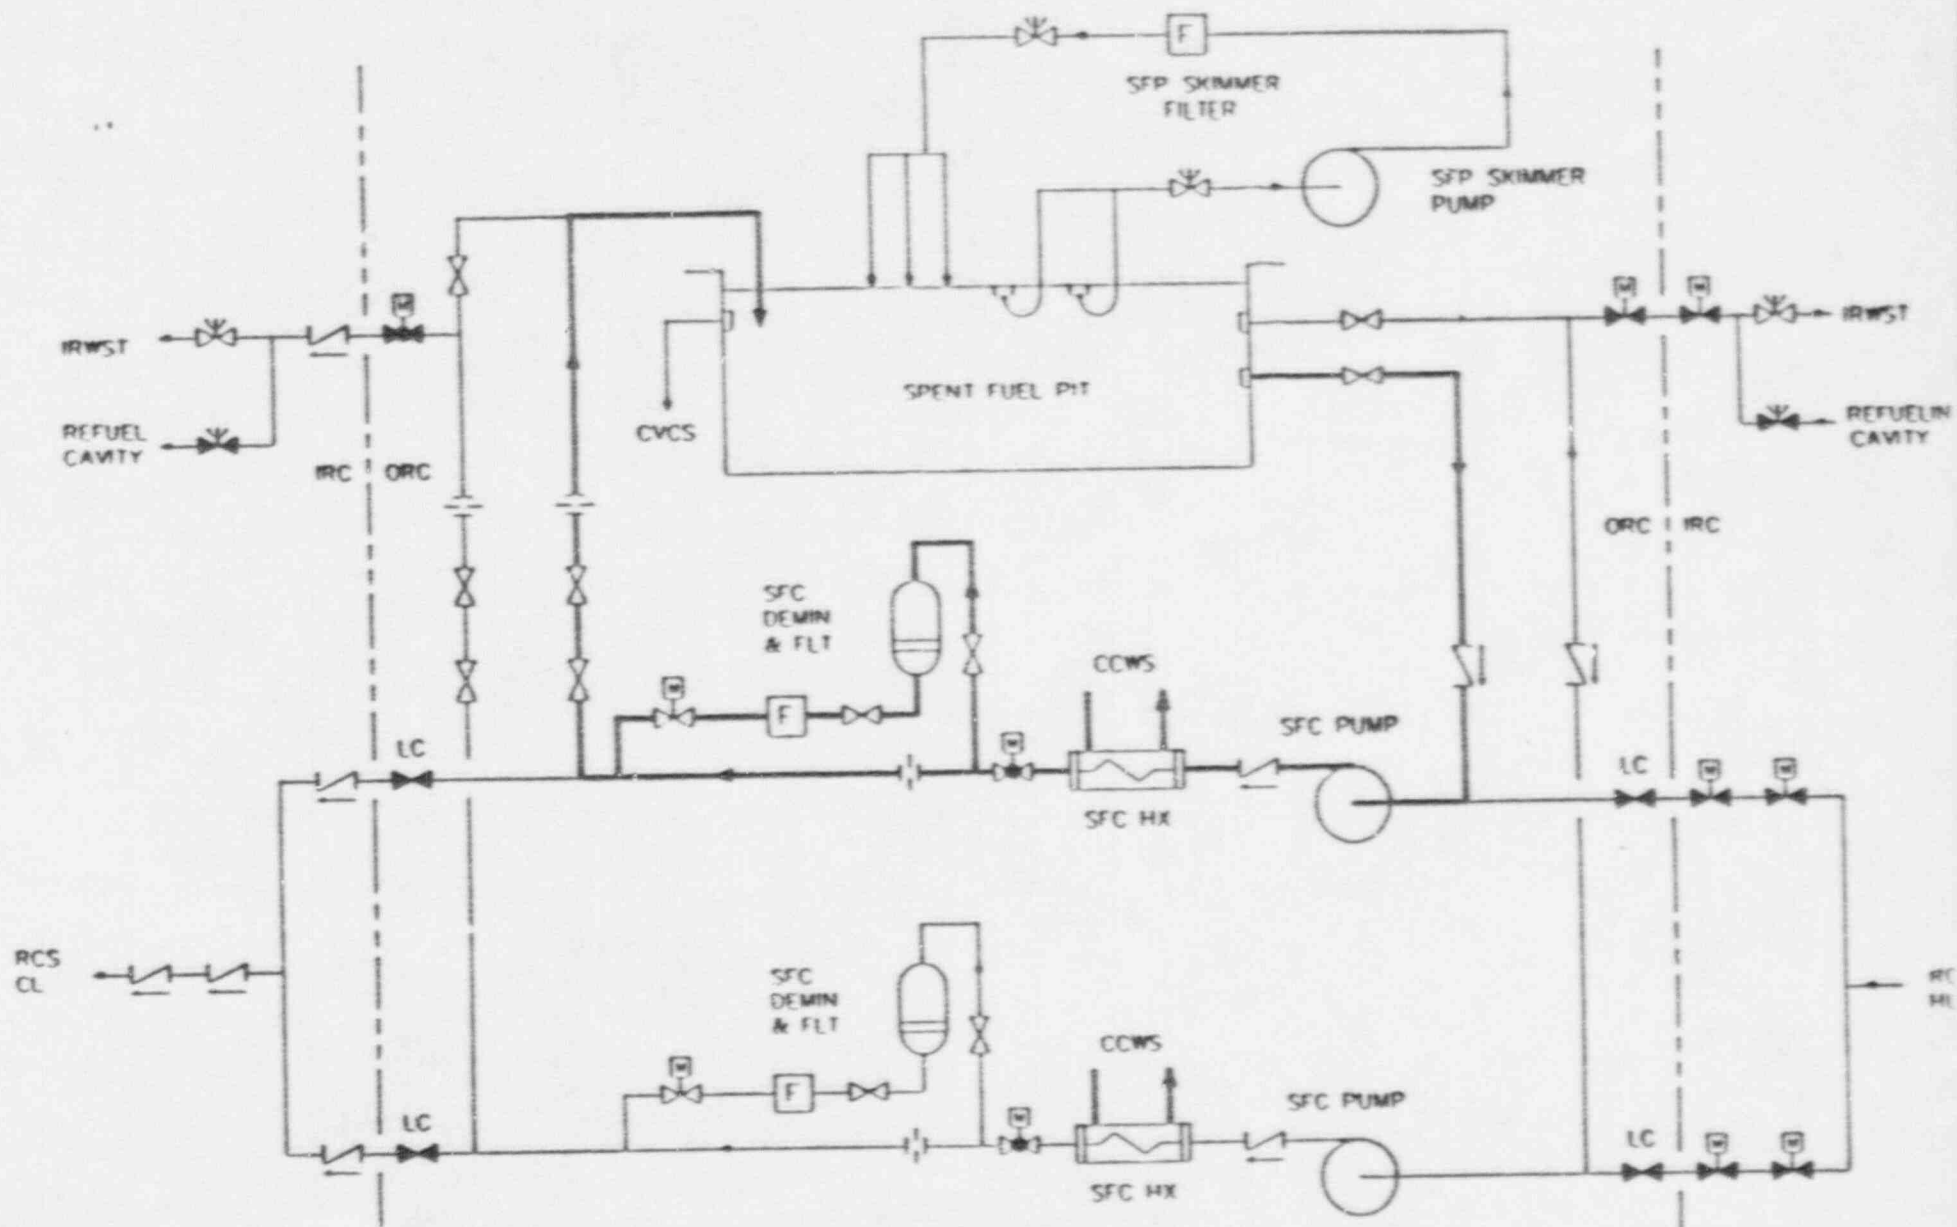 F
SFP SKIMMER
FILTER
SFP SKIMMER
PUMP
M
M
M
IRWST
IRWST
SPENT FUEL PIT
CVCS
REFUEL
CAVITY
REFUELIN
CAVITY
IRC
ORC
ORC
IRC
SFC
DEMIN
& FLT
CCWS
M
F
SFC PUMP
LC
M
LC
M
M
SFC HX
RCS
CL
SFC
DEMIN
& FLT
CCWS
M
F
SFC PUMP
LC
M
LC
M
M
SFC HX